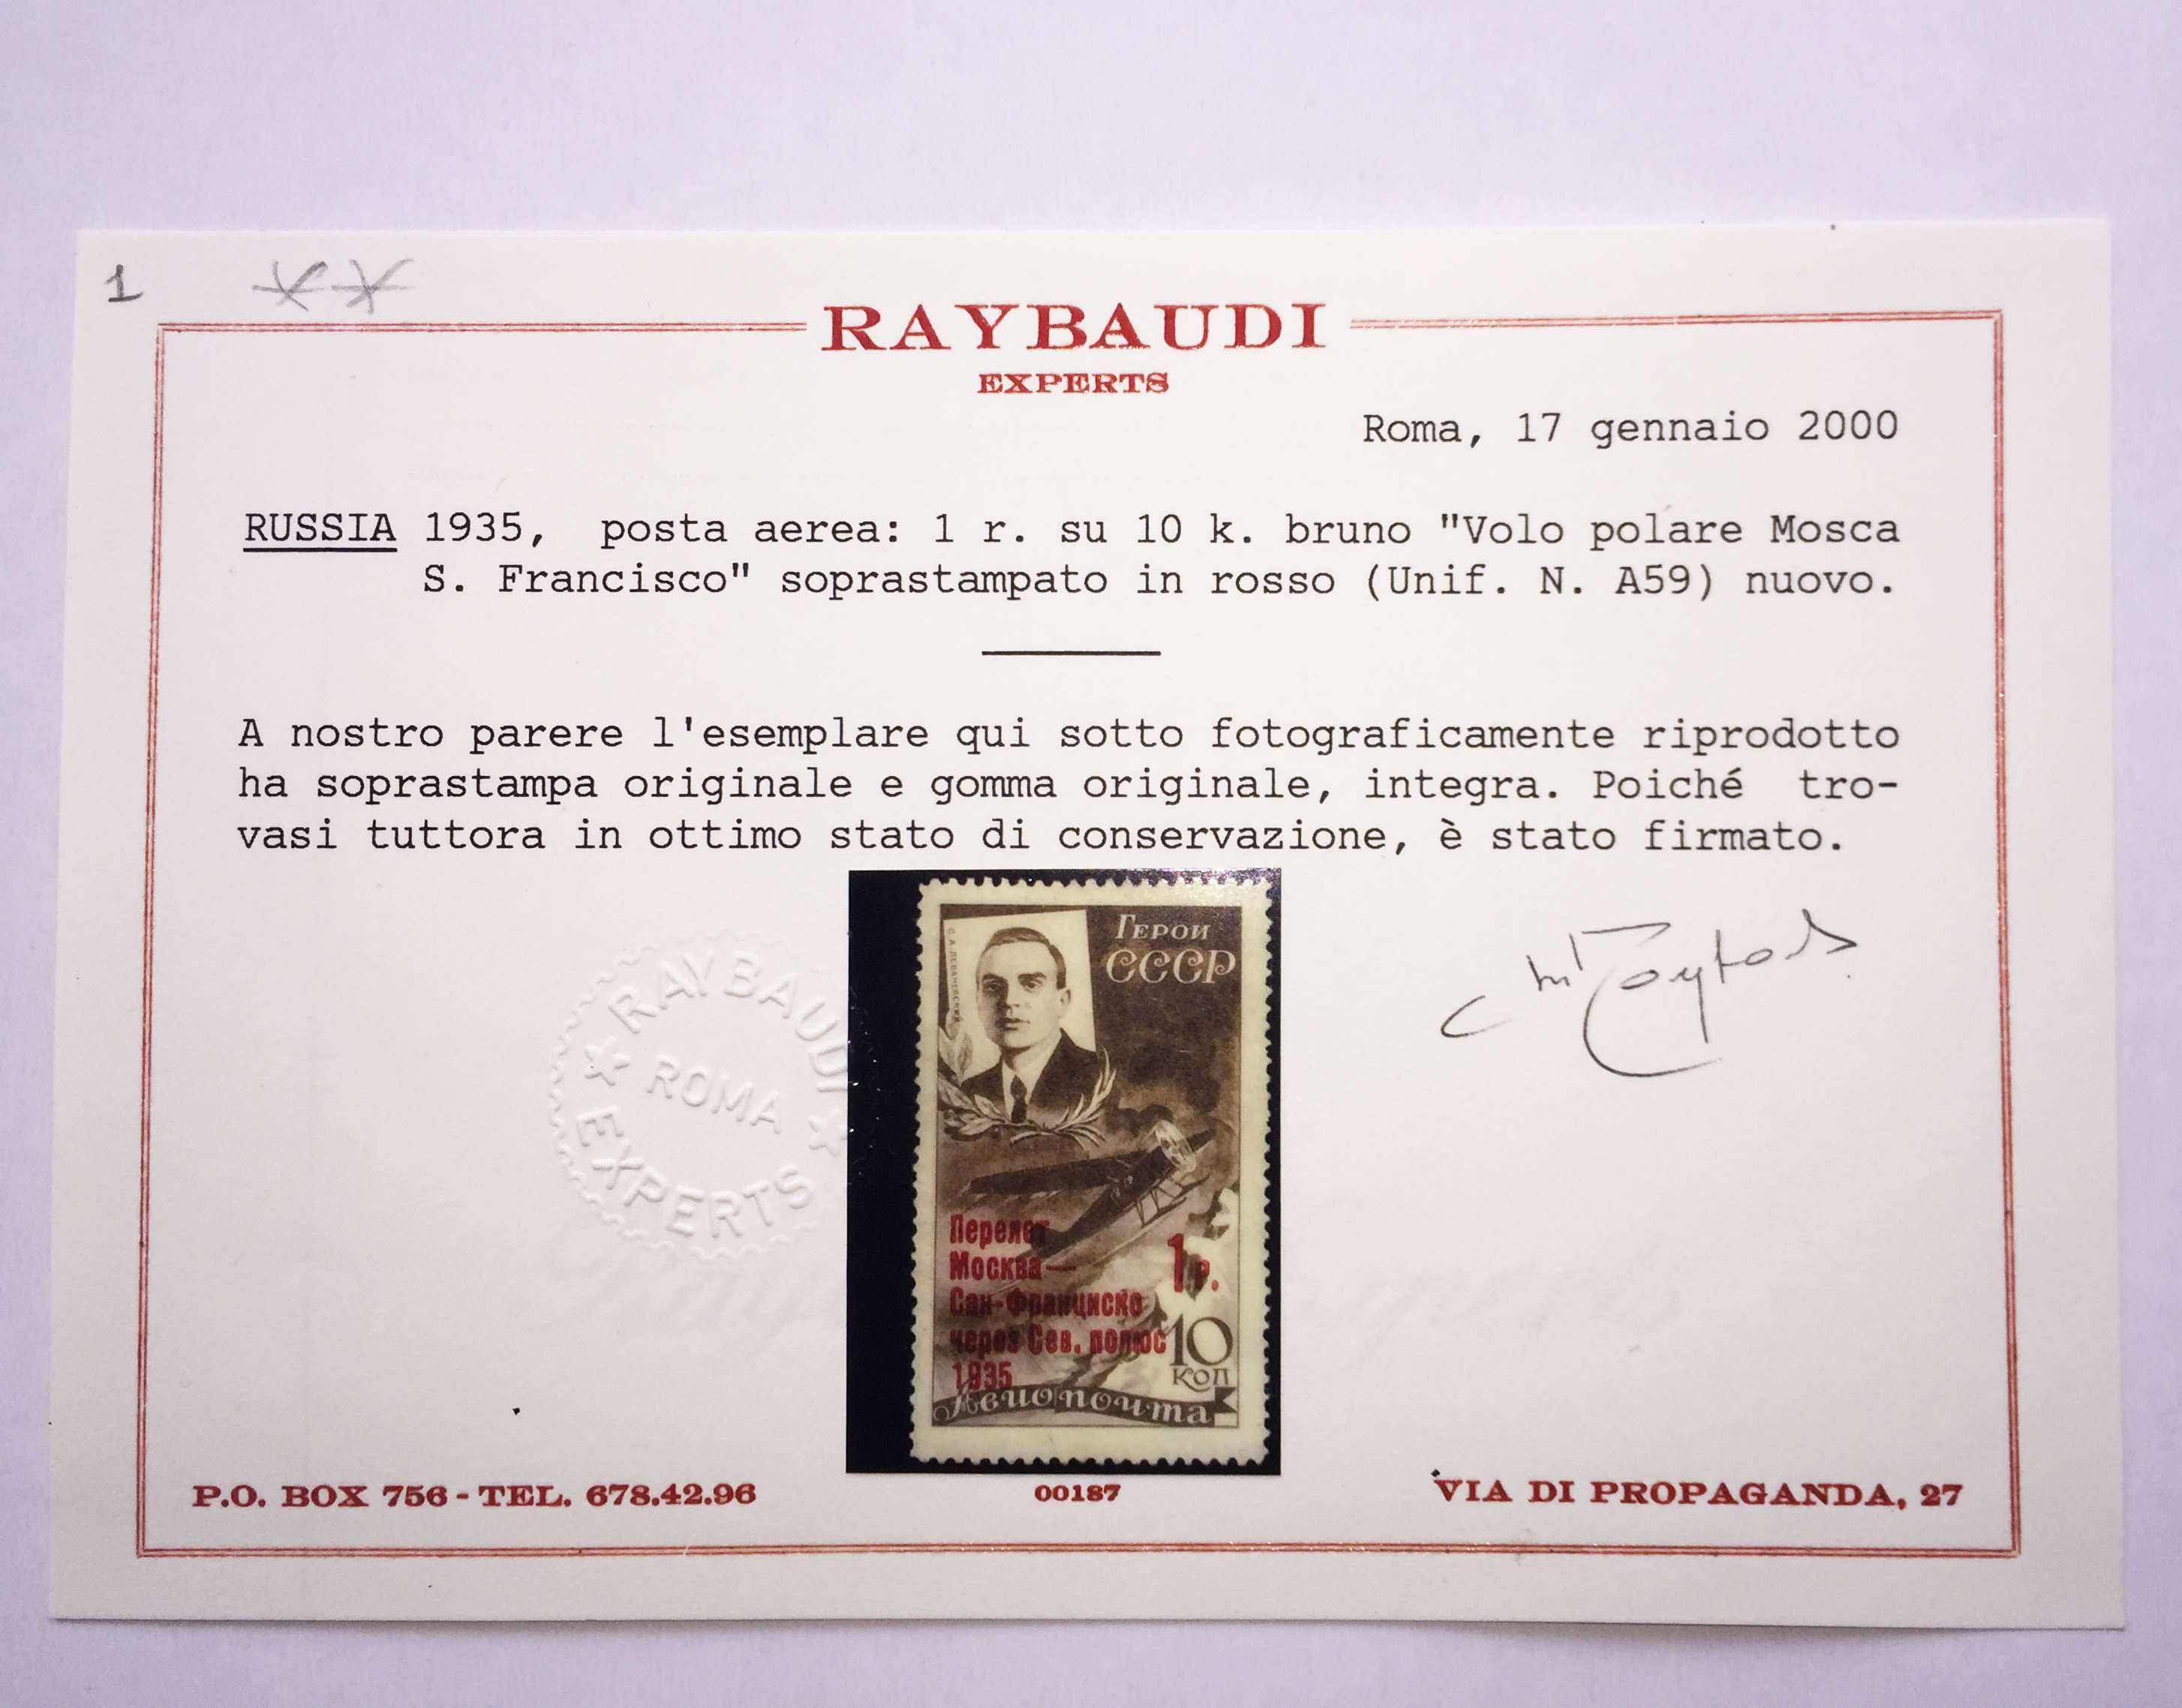 1 **
RAYBAUDI
EXPERTS
Roma, 17 gennaio 2000
RUSSIA 1935, posta aerea: 1 r. su 10 k. bruno "Volo polare Mosca
S. Francisco" soprastampato in rosso (Unif. N. A59) nuovo.
A nostro parere l'esemplare qui sotto fotograficamente riprodotto
ha soprastampa originale e gomma originale, integra. Poiché tro-
vasi tuttora in ottimo stato di conservazione, è stato firmato.
RAYBAUDI
ROMA
EXPERTS
С.А.ЛЕВАНЕВСКИЙ
ГЕРОИ
СССР
Перелет
Москва—
Сан-Франциско
через Сев. полюс
1935
1р.
10
КОП
Авиопочта
P.O. BOX 756 - TEL. 678.42.96
00187
VIA DI PROPAGANDA, 27